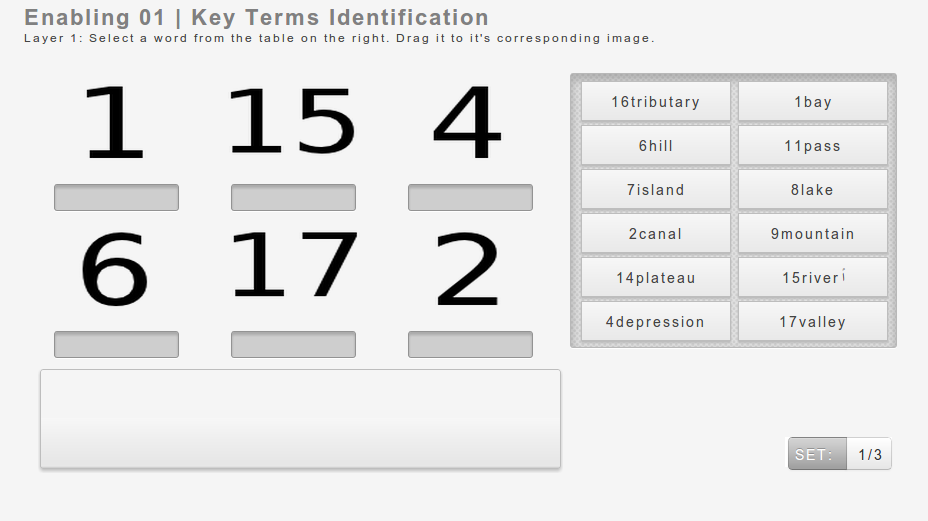 Enabling 01 | Key Terms Identification
Layer 1: Select a word from the table on the right. Drag it to it's corresponding image.
1 15 4
6 17 2
16tributary 1bay
6hill 11pass
7island 8lake
2canal 9mountain
14plateau 15river
4depression 17valley
SET: 1/3